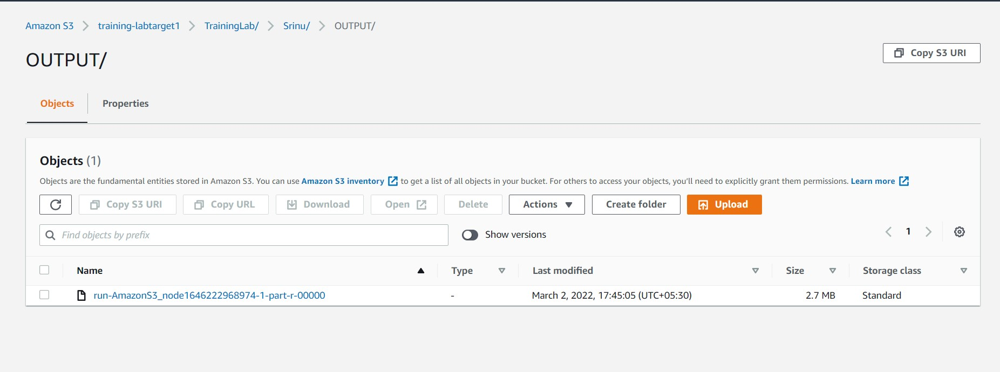 Amazon S3 > training-labtarget1 > TrainingLab/ > Srinu/ > OUTPUT/
OUTPUT/
Copy S3 URI
Objects Properties
Objects (1)
Objects are the fundamental entities stored in Amazon S3. You can use Amazon S3 inventory to get a list of all objects in your bucket. For others to access your objects, you'll need to explicitly grant them permissions. Learn more
Copy S3 URI Copy URL Download Open Delete Actions Create folder Upload
Find objects by prefix Show versions 1
Name Type Last modified Size Storage class
run-AmazonS3_node1646222968974-1-part-r-00000 - March 2, 2022, 17:45:05 (UTC+05:30) 2.7 MB Standard